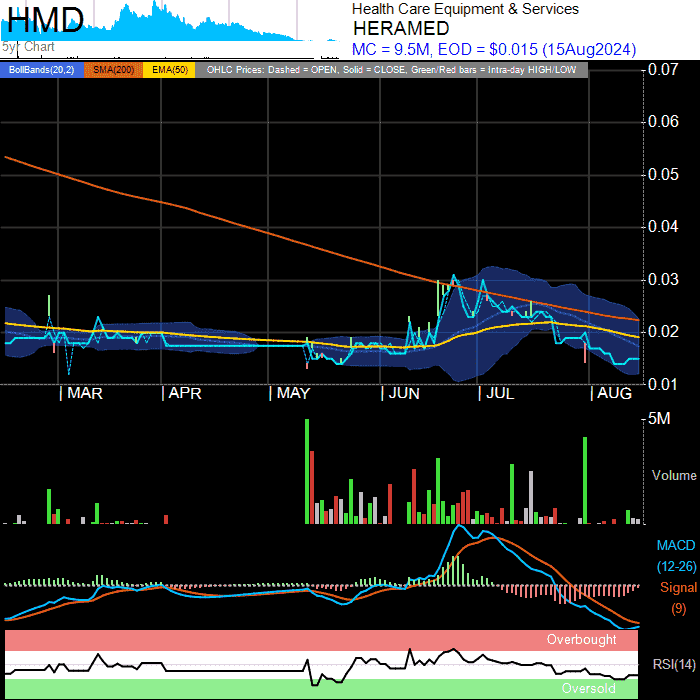 HMD
5yr Chart
Health Care Equipment & Services
HERAMED
MC = 9.5M, EOD = $0.015 (15Aug2024)
BollBands(20,2) SMA(200) EMA(50) OHLC Prices: Dashed = OPEN, Solid = CLOSE, Green/Red bars = Intra-day HIGH/LOW
0.07
0.06
0.05
0.04
0.03
0.02
0.01
MAR APR MAY JUN JUL AUG
5M
Volume
MACD
(12-26)
Signal
(9)
Overbought
RSI(14)
Oversold